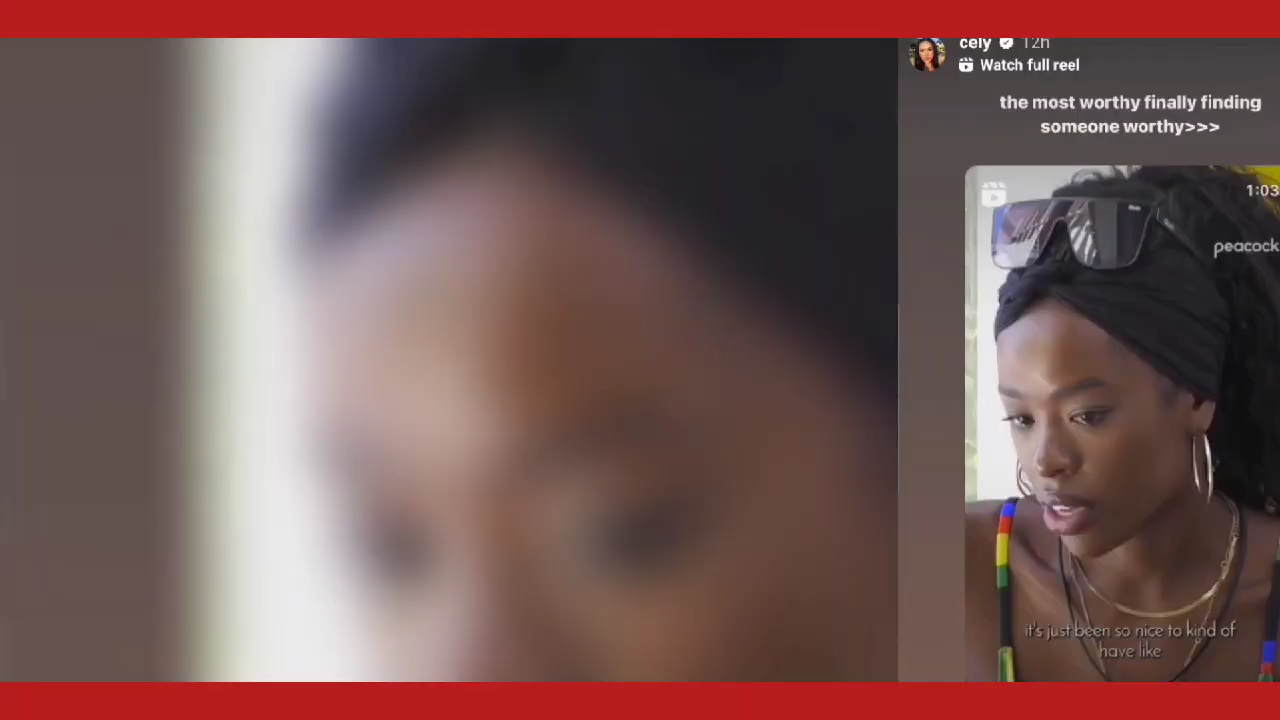 cely 12h
Watch full reel
the most worthy finally finding
someone worthy>>>
1:03
peacock
it's just been so nice to kind of
have like